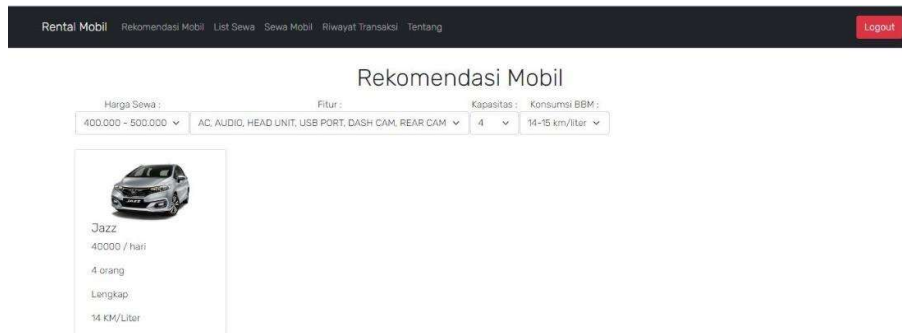 Rental Mobil Rekomendasi Mobil List Sewa Sewa Mobil Riwayat Transaksi Tentang Logout
Rekomendasi Mobil
Harga Sewa : Fitur : Kapasitas : Konsumsi BBM :
400.000 - 500.000 AC, AUDIO, HEAD UNIT, USB PORT, DASH CAM, REAR CAM 4 14-15 km/liter
JAZZ
Jazz
40000 / hari
4 orang
Lengkap
14 KM/Liter